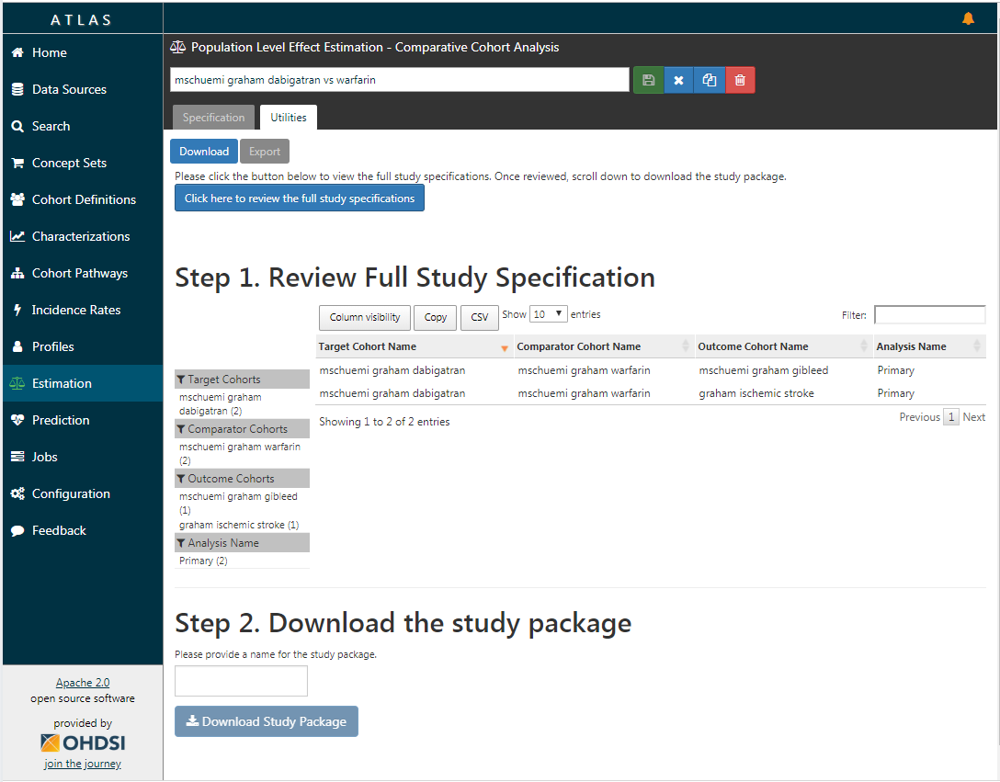 ATLAS
Home
Data Sources
Search
Concept Sets
Cohort Definitions
Characterizations
Cohort Pathways
Incidence Rates
Profiles
Estimation
Prediction
Jobs
Configuration
Feedback
Apache 2.0
open source software
provided by
OHDSI
join the journey
Population Level Effect Estimation - Comparative Cohort Analysis
mschuemi graham dabigatran vs warfarin
Specification Utilities
Download Export
Please click the button below to view the full study specifications. Once reviewed, scroll down to download the study package.
Click here to review the full study specifications
Step 1. Review Full Study Specification
Target Cohorts
mschuemi graham
dabigatran (2)
Comparator Cohorts
mschuemi graham warfarin
(2)
Outcome Cohorts
mschuemi graham gibleed
(1)
graham ischemic stroke (1)
Analysis Name
Primary (2)
Column visibility Copy CSV Show 10 entries Filter:
Target Cohort Name Comparator Cohort Name Outcome Cohort Name Analysis Name
mschuemi graham dabigatran mschuemi graham warfarin mschuemi graham gibleed Primary
mschuemi graham dabigatran mschuemi graham warfarin graham ischemic stroke Primary
Showing 1 to 2 of 2 entries Previous 1 Next
Step 2. Download the study package
Please provide a name for the study package.
Download Study Package